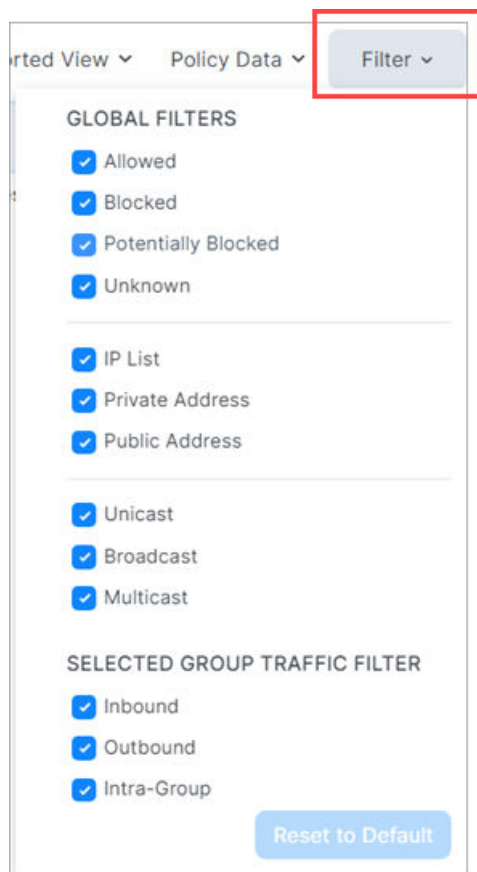 rted View Policy Data Filter
GLOBAL FILTERS
Allowed
Blocked
Potentially Blocked
Unknown
IP List
Private Address
Public Address
Unicast
Broadcast
Multicast
SELECTED GROUP TRAFFIC FILTER
Inbound
Outbound
Intra-Group
Reset to Default